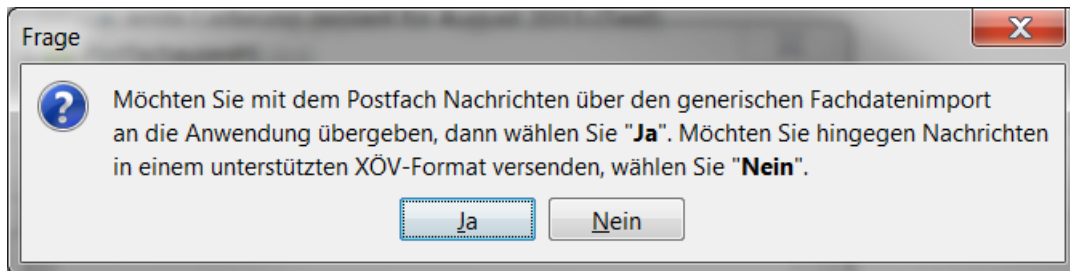 Frage
Möchten Sie mit dem Postfach Nachrichten über den generischen Fachdatenimport
an die Anwendung übergeben, dann wählen Sie "Ja". Möchten Sie hingegen Nachrichten
in einem unterstützten XÖV-Format versenden, wählen Sie "Nein".
Ja
Nein